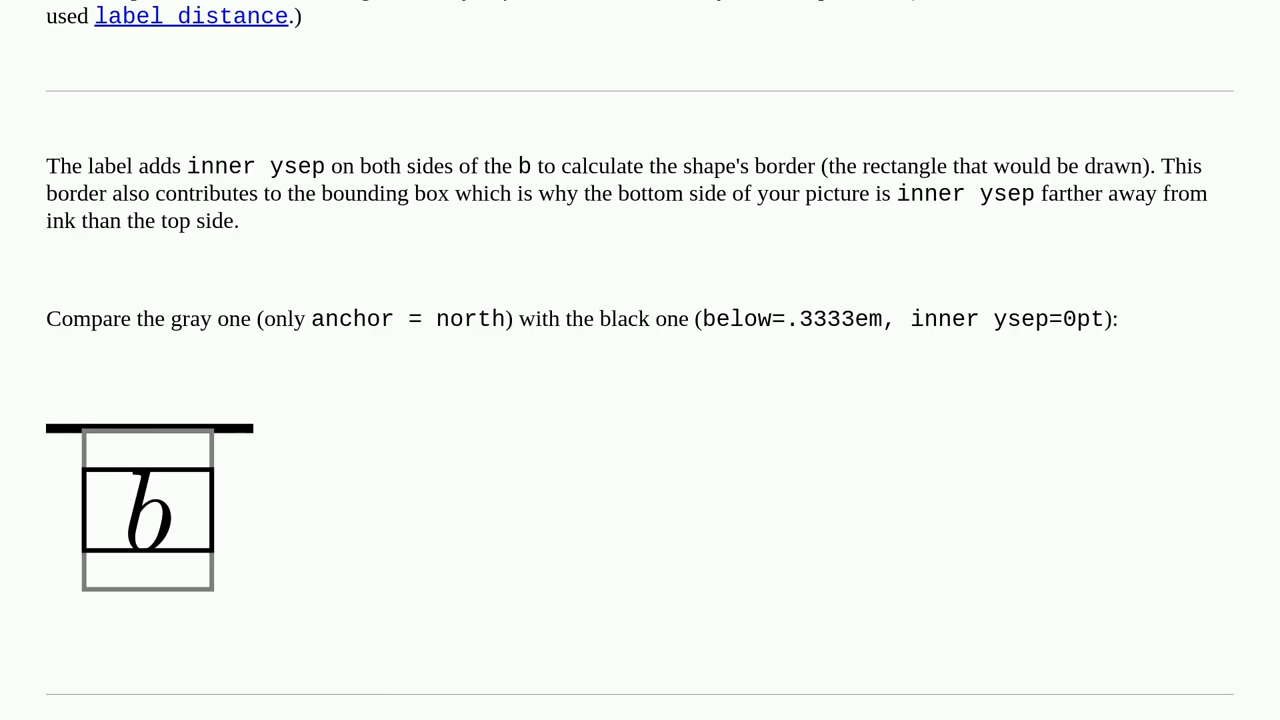 used label distance.)
The label adds inner ysep on both sides of the b to calculate the shape's border (the rectangle that would be drawn). This
border also contributes to the bounding box which is why the bottom side of your picture is inner ysep farther away from
ink than the top side.
Compare the gray one (only anchor = north) with the black one (below=.3333em, inner ysep=0pt):
b